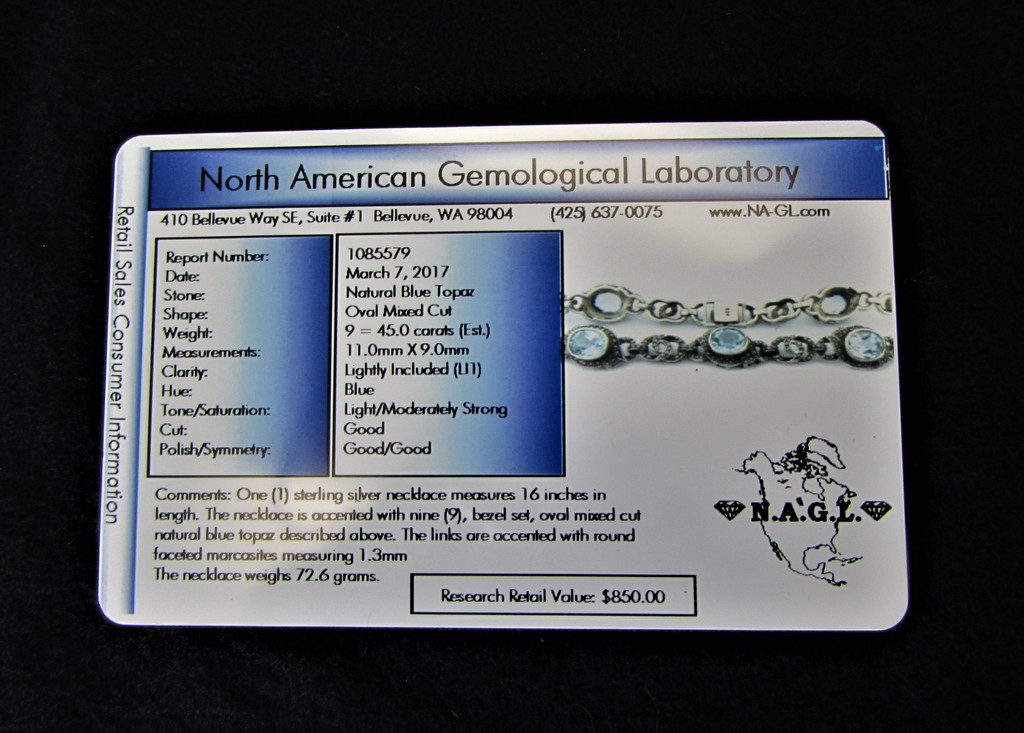 North American Gemological Laboratory
410 Bellevue Way SE, Suite #1 Bellevue, WA 98004 (425) 637-0075 www.NA-GL.com
Retail Sales Consumer Information
Report Number: 1085579
Date: March 7, 2017
Stone: Natural Blue Topaz
Shape: Oval Mixed Cut
Weight: 9 = 45.0 carats (Est.)
Measurements: 11.0mm X 9.0mm
Clarity: Lightly Included (LI1)
Hue: Blue
Tone/Saturation: Light/Moderately Strong
Cut: Good
Polish/Symmetry: Good/Good
Comments: One (1) sterling silver necklace measures 16 inches in
length. The necklace is accented with nine (9), bezel set, oval mixed cut
natural blue topaz described above. The links are accented with round
faceted marcasites measuring 1.3mm
The necklace weighs 72.6 grams.
Research Retail Value: $850.00
N.A.G.L.